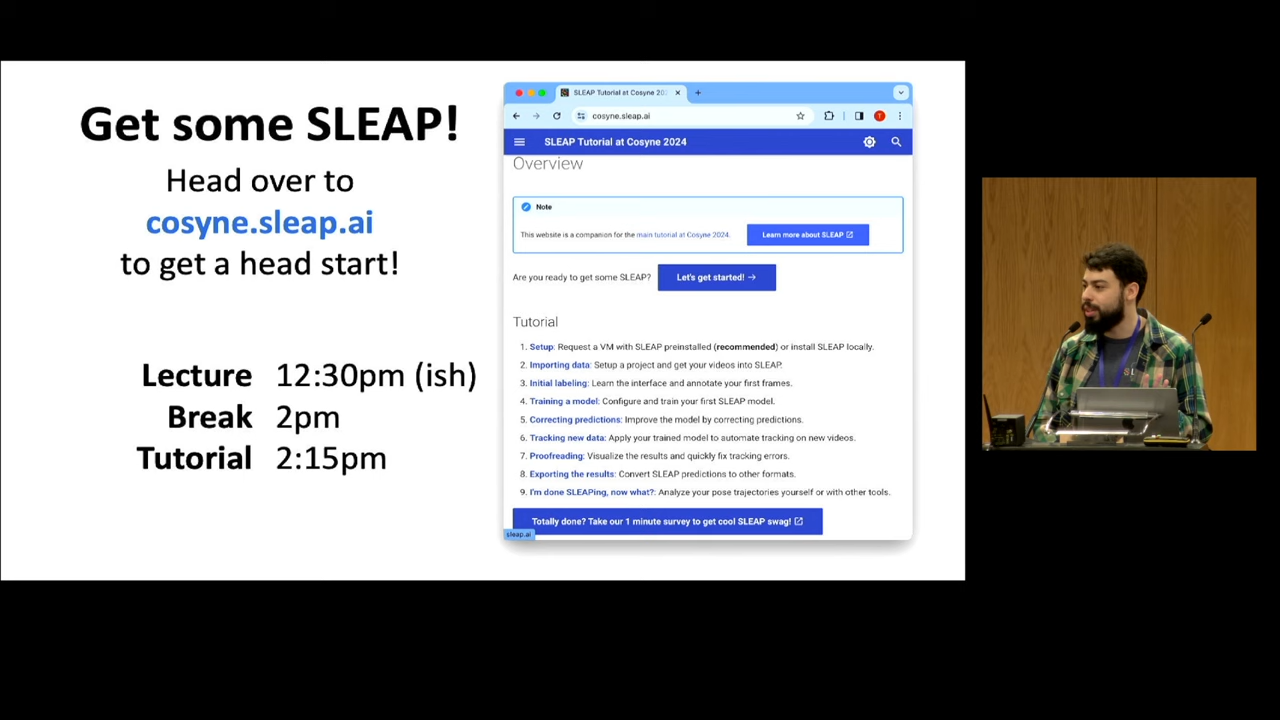 Get some SLEAP!
Head over to
cosyne.sleap.ai
to get a head start!
Lecture 12:30pm (ish)
Break 2pm
Tutorial 2:15pm
SLEAP Tutorial at Cosyne 202
cosyne.sleap.ai
T
SLEAP Tutorial at Cosyne 2024
Overview
Note
This website is a companion for the main tutorial at Cosyne 2024.
Learn more about SLEAP
Are you ready to get some SLEAP?
Let's get started! →
Tutorial
1. Setup: Request a VM with SLEAP preinstalled (recommended) or install SLEAP locally.
2. Importing data: Setup a project and get your videos into SLEAP.
3. Initial labeling: Learn the interface and annotate your first frames.
4. Training a model: Configure and train your first SLEAP model.
5. Correcting predictions: Improve the model by correcting predictions.
6. Tracking new data: Apply your trained model to automate tracking on new videos.
7. Proofreading: Visualize the results and quickly fix tracking errors.
8. Exporting the results: Convert SLEAP predictions to other formats.
9. I'm done SLEAPing, now what?: Analyze your pose trajectories yourself or with other tools.
Totally done? Take our 1 minute survey to get cool SLEAP swag!
sleap.ai